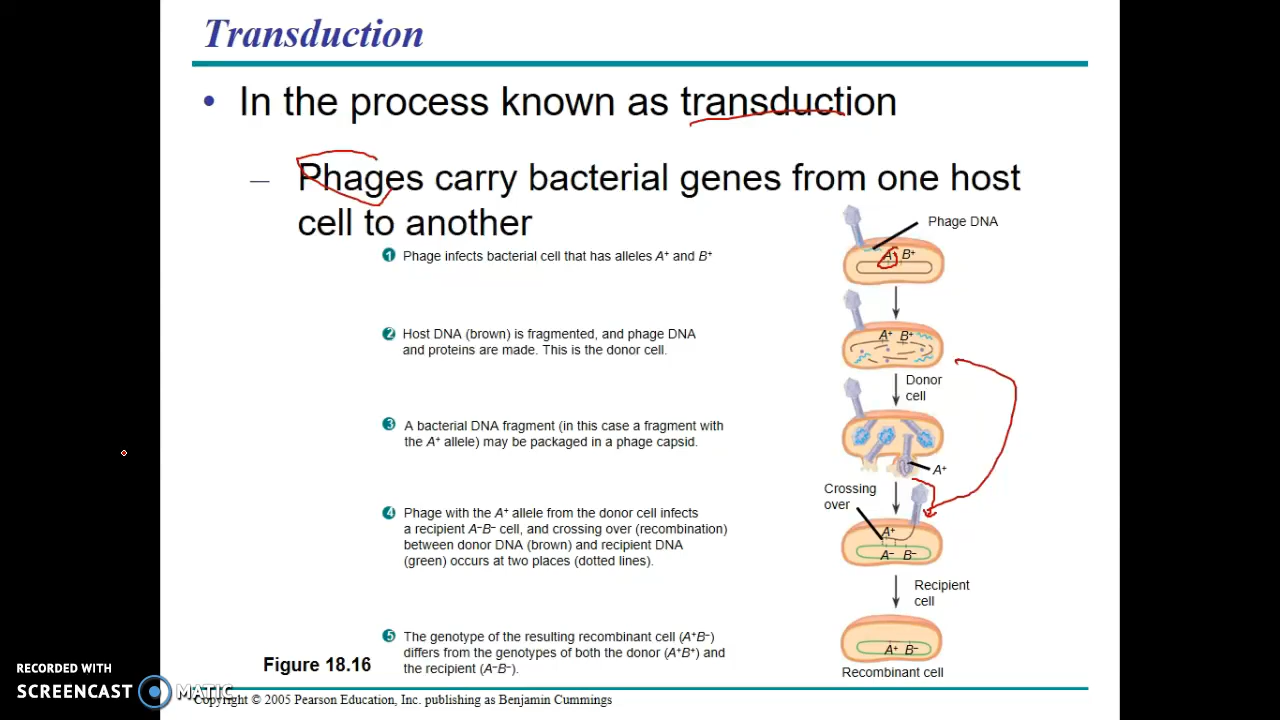 Transduction
• In the process known as transduction
– Phages carry bacterial genes from one host
cell to another
Phage DNA
1 Phage infects bacterial cell that has alleles A⁺ and B⁺
A⁺ B⁺
2 Host DNA (brown) is fragmented, and phage DNA
and proteins are made. This is the donor cell.
A⁺ B⁺
Donor
cell
3 A bacterial DNA fragment (in this case a fragment with
the A⁺ allele) may be packaged in a phage capsid.
A⁺
Crossing
over
4 Phage with the A⁺ allele from the donor cell infects
a recipient A⁻B⁻ cell, and crossing over (recombination)
between donor DNA (brown) and recipient DNA
(green) occurs at two places (dotted lines).
A⁺
A⁻ B⁻
Recipient
cell
5 The genotype of the resulting recombinant cell (A⁺B⁻)
differs from the genotypes of both the donor (A⁺B⁺) and
the recipient (A⁻B⁻).
A⁺ B⁻
Recombinant cell
Figure 18.16
RECORDED WITH
SCREENCAST MATIC
Copyright © 2005 Pearson Education, Inc. publishing as Benjamin Cummings